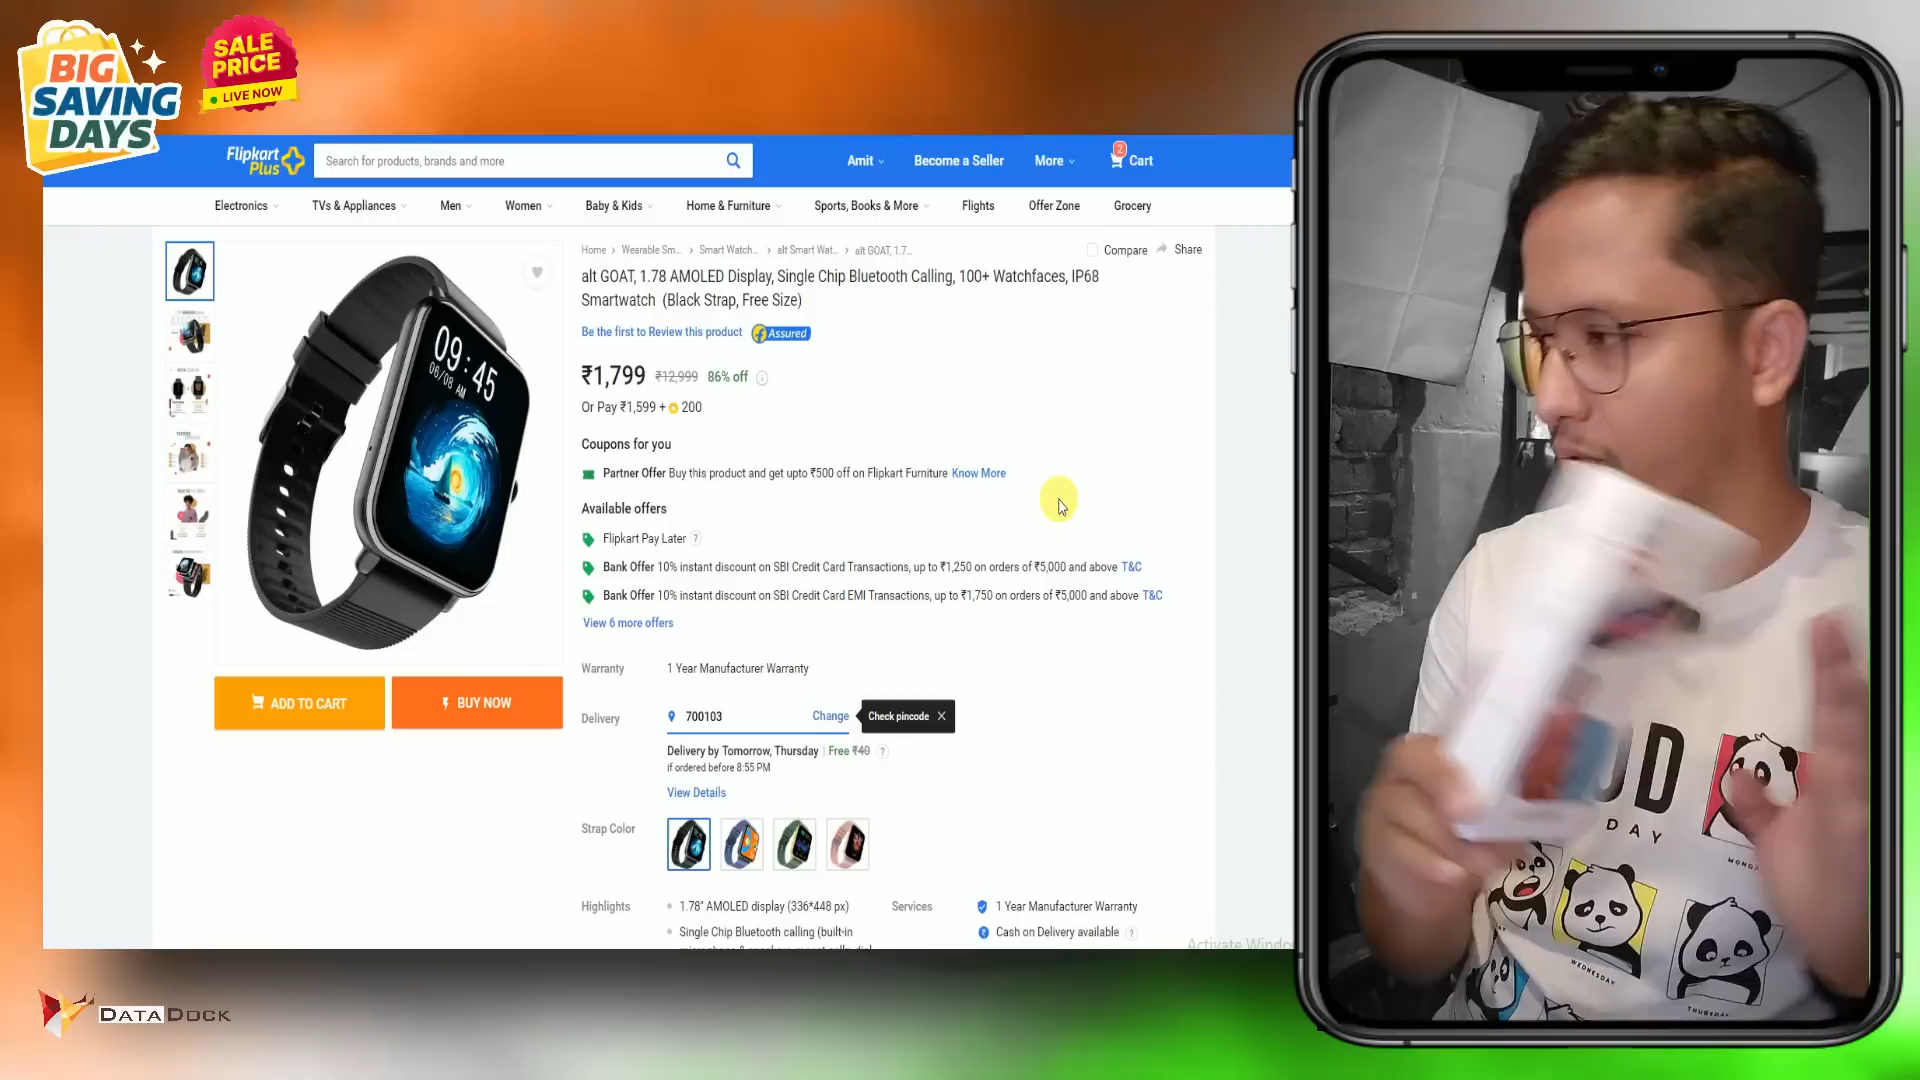 BIG
SAVING
DAYS
SALE
PRICE
LIVE NOW
Flipkart
Plus
Search for products, brands and more
Amit
Become a Seller
More
2
Cart
Electronics
TVs & Appliances
Men
Women
Baby & Kids
Home & Furniture
Sports, Books & More
Flights
Offer Zone
Grocery
Home
Wearable Sm...
Smart Watch...
alt Smart Wat...
alt GOAT, 1.7...
Compare
Share
alt GOAT, 1.78 AMOLED Display, Single Chip Bluetooth Calling, 100+ Watchfaces, IP68
Smartwatch (Black Strap, Free Size)
Be the first to Review this product
Assured
₹1,799 ₹12,999 86% off
Or Pay ₹1,599 + 200
Coupons for you
Partner Offer Buy this product and get upto ₹500 off on Flipkart Furniture Know More
Available offers
Flipkart Pay Later ?
Bank Offer 10% instant discount on SBI Credit Card Transactions, up to ₹1,250 on orders of ₹5,000 and above T&C
Bank Offer 10% instant discount on SBI Credit Card EMI Transactions, up to ₹1,750 on orders of ₹5,000 and above T&C
View 6 more offers
09:45
06/08 AM
ADD TO CART
BUY NOW
Warranty
1 Year Manufacturer Warranty
Delivery
700103
Change
Check pincode X
Delivery by Tomorrow, Thursday | Free ₹40 ?
if ordered before 8:55 PM
View Details
Strap Color
Highlights
1.78" AMOLED display (336*448 px)
Single Chip Bluetooth calling (built-in
Services
1 Year Manufacturer Warranty
Cash on Delivery available ?
DATADOCK
DAY
MONDA
WEDNESDAY